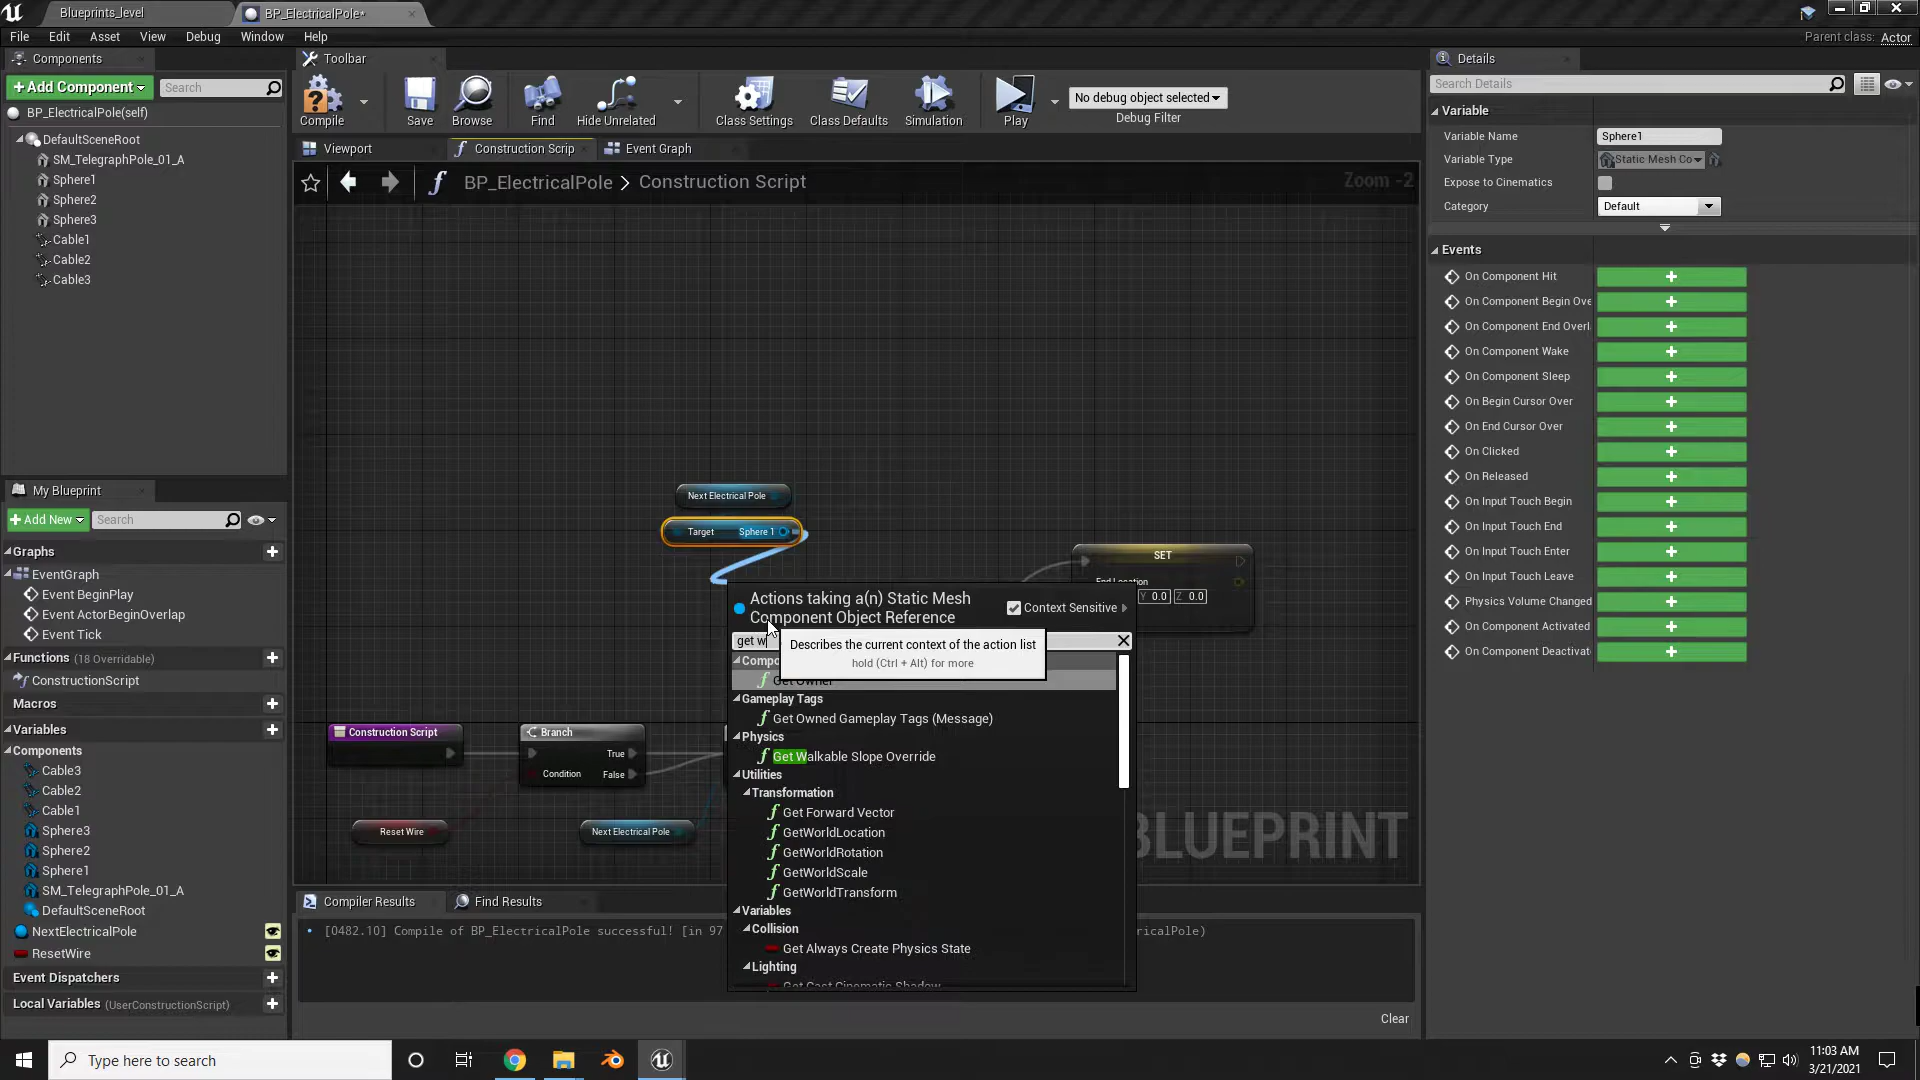 Blueprints_level
BP_ElectricalPole*
File Edit Asset View Debug Window Help
Parent class: Actor
Components
+Add Component
Search
BP_ElectricalPole(self)
DefaultSceneRoot
SM_TelegraphPole_01_A
Sphere1
Sphere2
Sphere3
Cable1
Cable2
Cable3
Toolbar
Compile
Save
Browse
Find
Hide Unrelated
Class Settings
Class Defaults
Simulation
Play
No debug object selected
Debug Filter
Viewport
Construction Scrip
Event Graph
BP_ElectricalPole > Construction Script
Zoom -2
Next Electrical Pole
Target Sphere 1
SET
End Location
Y 0.0 Z 0.0
Actions taking a(n) Static Mesh
Component Object Reference
Context Sensitive
get w
Describes the current context of the action list
hold (Ctrl + Alt) for more
Get Owner
Gameplay Tags
Get Owned Gameplay Tags (Message)
Physics
Get Walkable Slope Override
Utilities
Transformation
Get Forward Vector
GetWorldLocation
GetWorldRotation
GetWorldScale
GetWorldTransform
Variables
Collision
Get Always Create Physics State
Lighting
Get Cast Cinematic Shadow
Construction Script
Branch
True
Condition False
Reset Wire
Next Electrical Pole
BLUEPRINT
My Blueprint
+Add New
Search
Graphs
EventGraph
Event BeginPlay
Event ActorBeginOverlap
Event Tick
Functions (18 Overridable)
ConstructionScript
Macros
Variables
Components
Cable3
Cable2
Cable1
Sphere3
Sphere2
Sphere1
SM_TelegraphPole_01_A
DefaultSceneRoot
NextElectricalPole
ResetWire
Event Dispatchers
Local Variables (UserConstructionScript)
Compiler Results
Find Results
[0482.10] Compile of BP_ElectricalPole successful! [in 97
Clear
Details
Search Details
Variable
Variable Name Sphere1
Variable Type Static Mesh Co
Expose to Cinematics
Category Default
Events
On Component Hit
On Component Begin Ove
On Component End Overl
On Component Wake
On Component Sleep
On Begin Cursor Over
On End Cursor Over
On Clicked
On Released
On Input Touch Begin
On Input Touch End
On Input Touch Enter
On Input Touch Leave
Physics Volume Changed
On Component Activated
On Component Deactivat
Type here to search
11:03 AM
3/21/2021